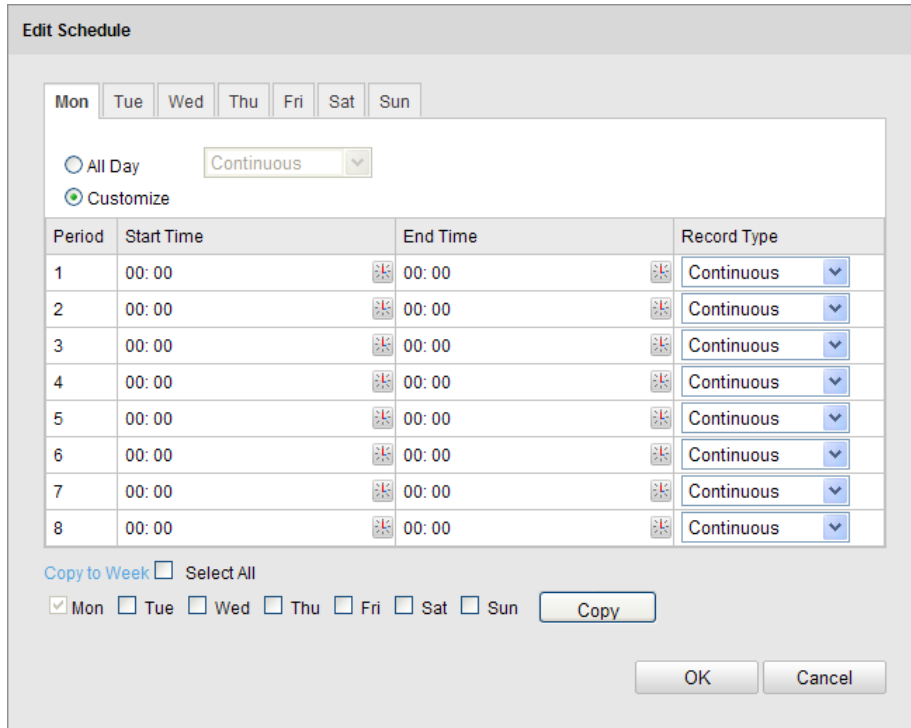 Edit Schedule
Mon Tue Wed Thu Fri Sat Sun
All Day Continuous
Customize
Period Start Time End Time Record Type
1 00: 00 00: 00 Continuous
2 00: 00 00: 00 Continuous
3 00: 00 00: 00 Continuous
4 00: 00 00: 00 Continuous
5 00: 00 00: 00 Continuous
6 00: 00 00: 00 Continuous
7 00: 00 00: 00 Continuous
8 00: 00 00: 00 Continuous
Copy to Week Select All
Mon Tue Wed Thu Fri Sat Sun Copy
OK Cancel